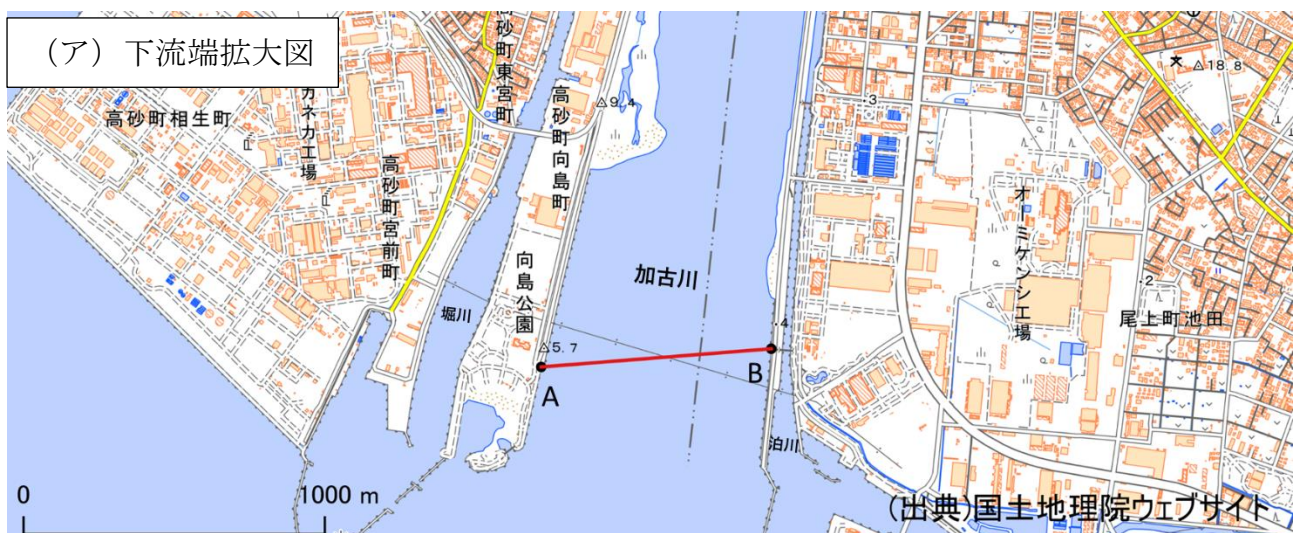 (ア)下流端拡大図
高砂町相生町
カネカ工場
高砂町宮前町
高砂町東宮町
高砂町向島町
9.4
向島公園
堀川
5.7
加古川
A
B
.4
泊川
.3
オーミケンシ工場
18.8
.2
尾上町池田
0
1000 m
(出典)国土地理院ウェブサイト